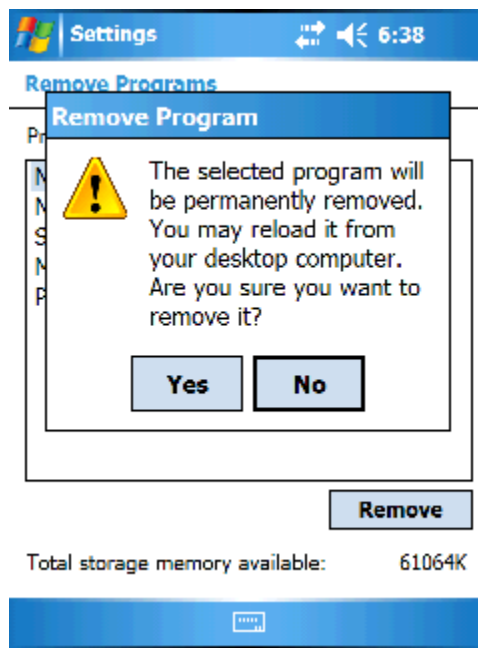 Settings 6:38
Remove Programs
Remove Program
The selected program will
be permanently removed.
You may reload it from
your desktop computer.
Are you sure you want to
remove it?
Yes No
Remove
Total storage memory available: 61064K